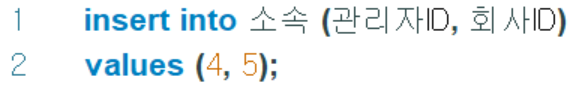 1 insert into 소속 (관리자ID, 회사ID)
2 values (4, 5);